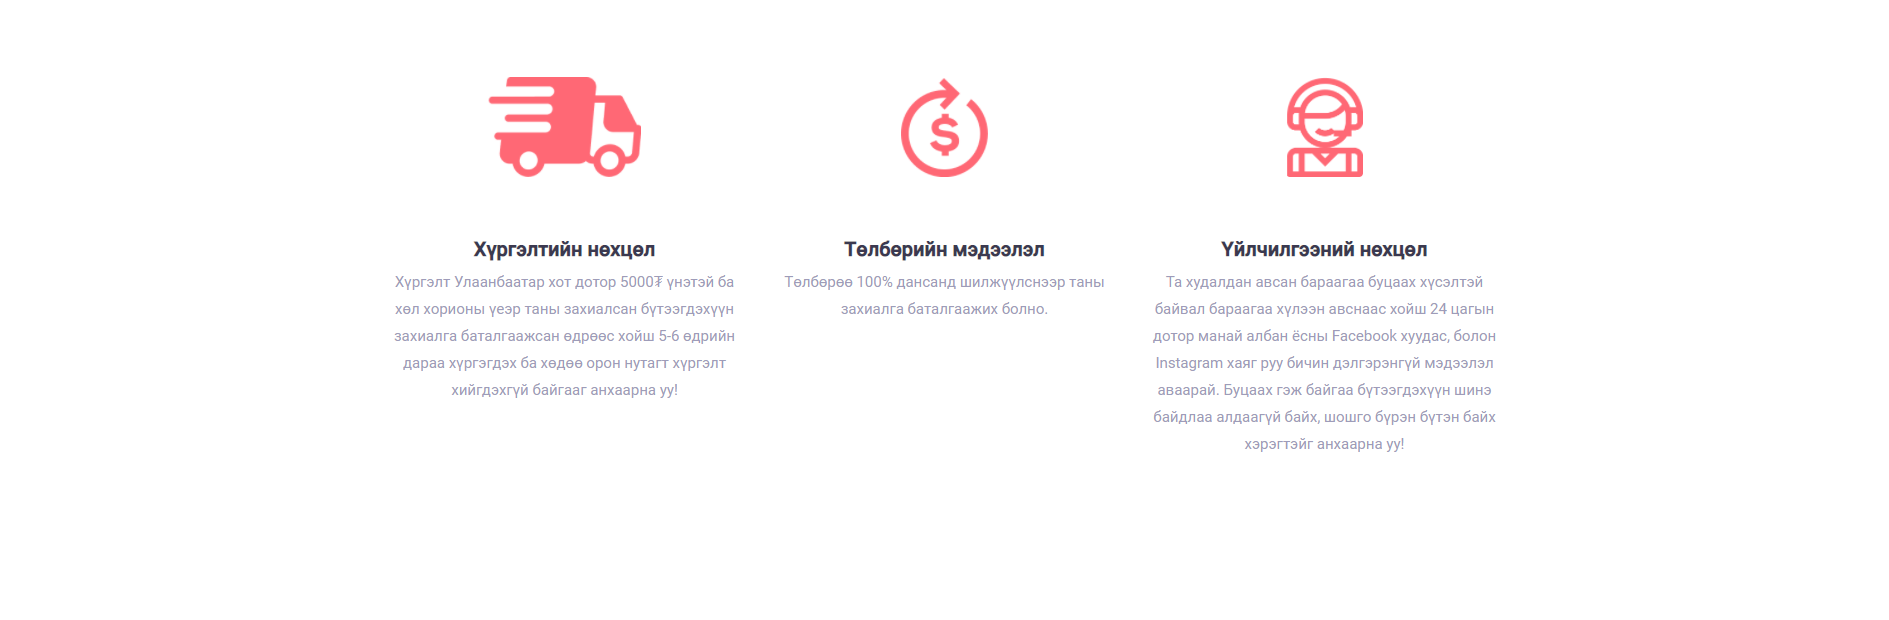 Хүргэлтийн нөхцөл
Хүргэлт Улаанбаатар хот дотор 5000₮ үнэтэй ба
хөл хорионы үеэр таны захиалсан бүтээгдэхүүн
захиалга баталгаажсан өдрөөс хойш 5-6 өдрийн
дараа хүргэгдэх ба хөдөө орон нутагт хүргэлт
хийгдэхгүй байгааг анхаарна уу!
Төлбөрийн мэдээлэл
Төлбөрөө 100% дансанд шилжүүлснээр таны
захиалга баталгаажих болно.
Үйлчилгээний нөхцөл
Та худалдан авсан бараагаа буцаах хүсэлтэй
байвал бараагаа хүлээн авснаас хойш 24 цагын
дотор манай албан ёсны Facebook хуудас, болон
Instagram хаяг руу бичин дэлгэрэнгүй мэдээлэл
аваарай. Буцаах гэж байгаа бүтээгдэхүүн шинэ
байдлаа алдаагүй байх, шошго бүрэн бүтэн байх
хэрэгтэйг анхаарна уу!